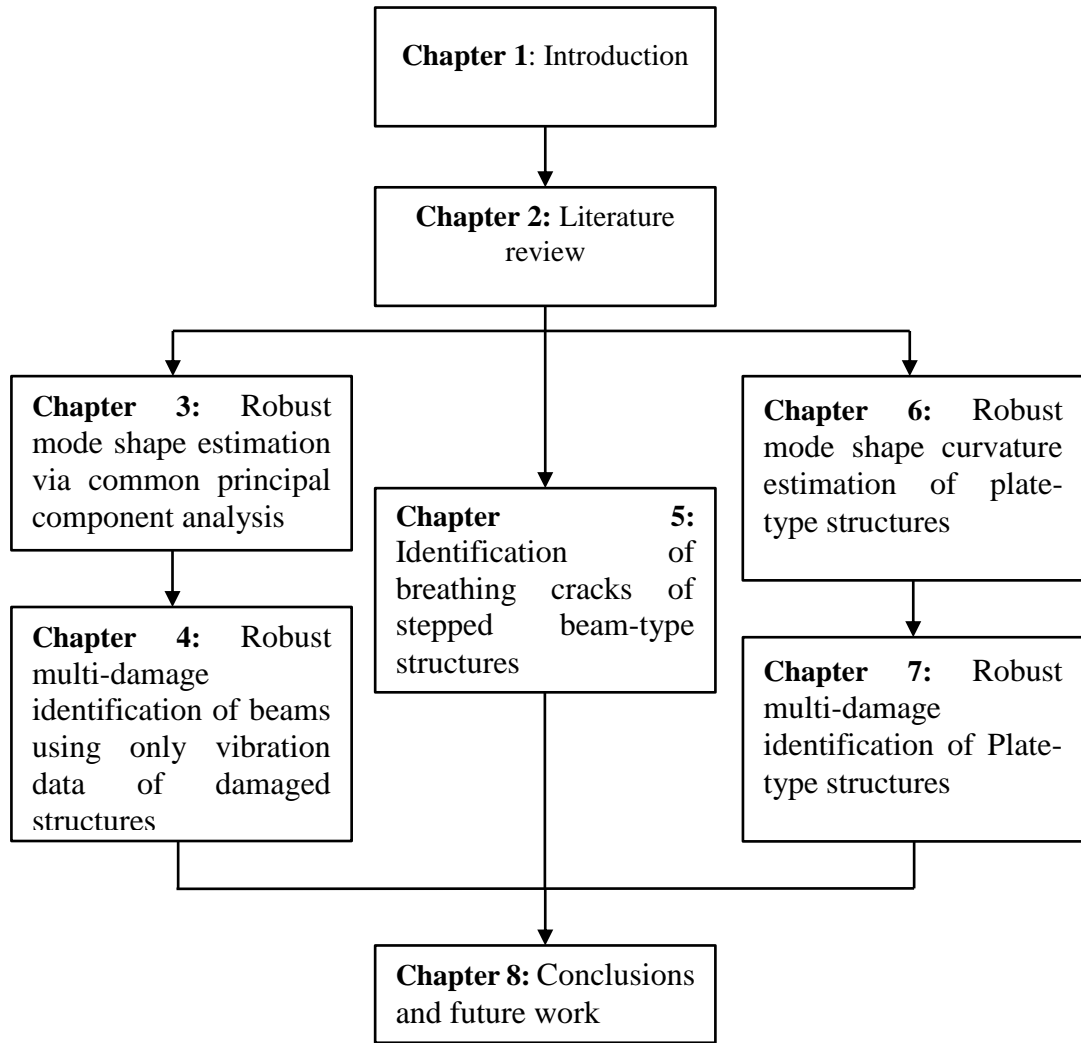 Chapter 1: Introduction
Chapter 2: Literature
review
Chapter 3: Robust
mode shape estimation
via common principal
component analysis
Chapter 4: Robust
multi-damage
identification of beams
using only vibration
data of damaged
structures
Chapter 5:
Identification of
breathing cracks of
stepped beam-type
structures
Chapter 6: Robust
mode shape curvature
estimation of plate-
type structures
Chapter 7: Robust
multi-damage
identification of Plate-
type structures
Chapter 8: Conclusions
and future work